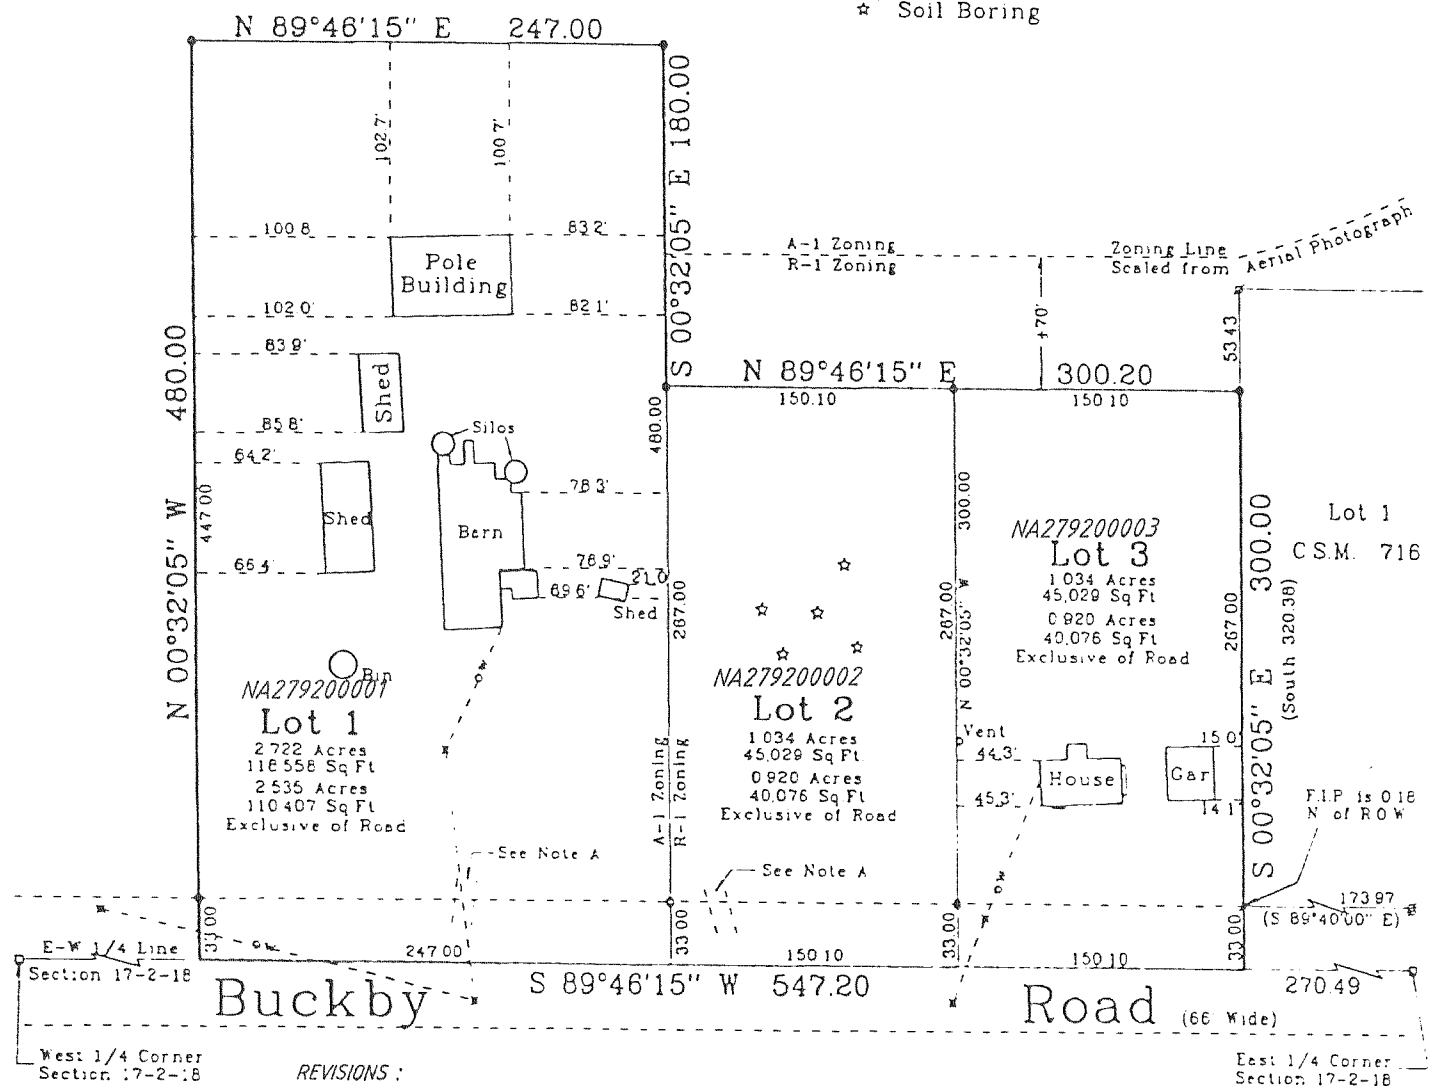 ☆ Soil Boring
N 89°46'15" E 247.00
S 00°32'05" E 180.00
102.7'
100.7'
100.8
83.2'
Pole
Building
102.0'
82.1'
A-1 Zoning
R-1 Zoning
Zoning Line
Scaled from
Aerial Photograph
83.9'
Shed
85.8'
N 00°32'05" W 480.00
+70'
53.43
N 89°46'15" E 300.20
150.10
150.10
480.00
Silos
64.2'
78.3'
447.00
Shed
Bern
66.4'
78.9'
89.6'
21.0
Shed
300.00
NA279200003
Lot 3
1.034 Acres
45,029 Sq Ft
0.920 Acres
40,076 Sq Ft
Exclusive of Road
S 00°32'05" E 300.00
(South 320.38)
Lot 1
C.S.M. 716
267.00
267.00
267.00
N 00°32'05" W
Bin
NA279200001
Lot 1
2.722 Acres
118,558 Sq Ft
2.535 Acres
110,407 Sq Ft
Exclusive of Road
NA279200002
Lot 2
1.034 Acres
45,029 Sq Ft
0.920 Acres
40,076 Sq Ft
Exclusive of Road
A-1 Zoning
R-1 Zoning
Vent
44.3'
House
45.3'
Gar
15.0'
14.1'
F.I.P. is 0.18
N of R.O.W
See Note A
See Note A
173.97
(S 89°40'00" E)
33.00
33.00
33.00
33.00
E-W 1/4 Line
Section 17-2-18
247.00
150.10
150.10
S 89°46'15" W 547.20
270.49
Buckby Road (66 Wide)
West 1/4 Corner
Section 17-2-18
REVISIONS :
East 1/4 Corner
Section 17-2-18